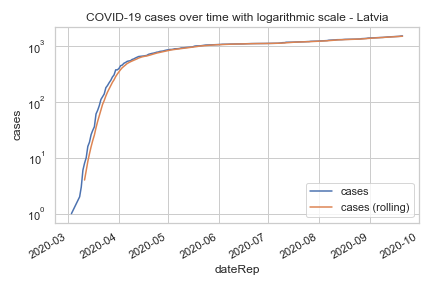 COVID-19 cases over time with logarithmic scale - Latvia
10³
10²
10¹
10⁰
cases
cases
cases (rolling)
2020-03
2020-04
2020-05
2020-06
2020-07
2020-08
2020-09
2020-10
dateRep